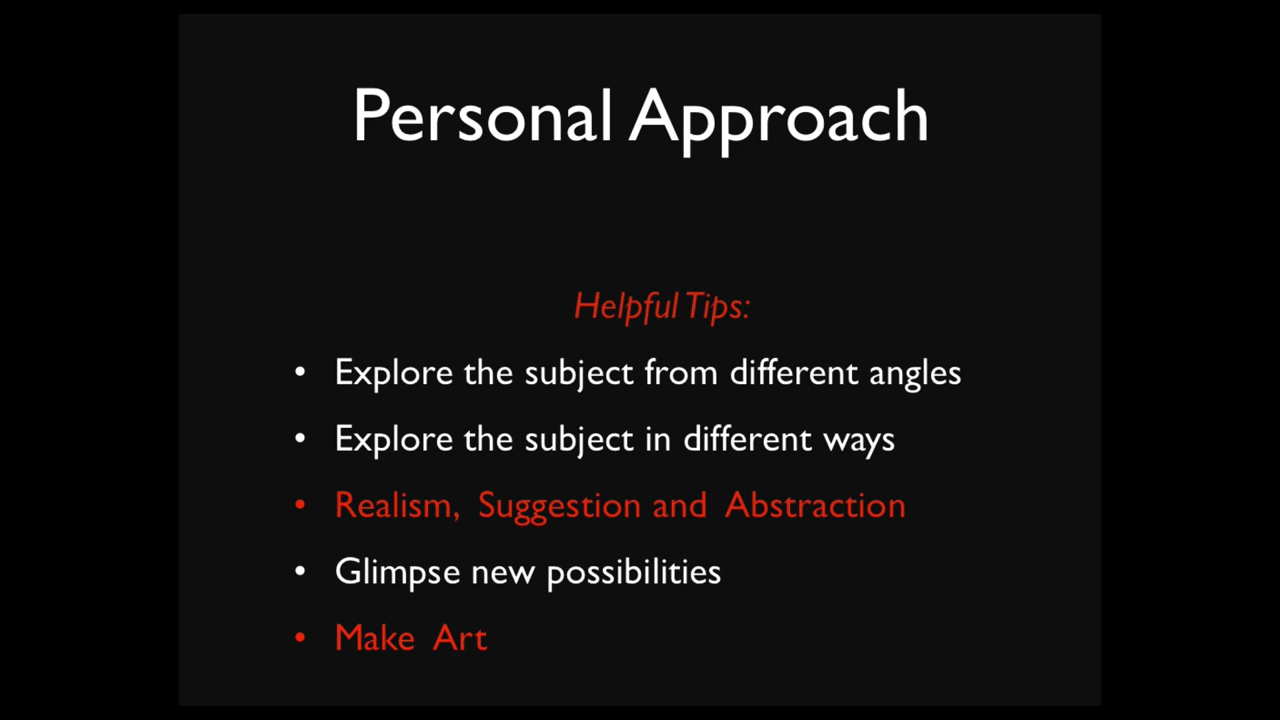 Personal Approach
Helpful Tips:
• Explore the subject from different angles
• Explore the subject in different ways
• Realism, Suggestion and Abstraction
• Glimpse new possibilities
• Make Art